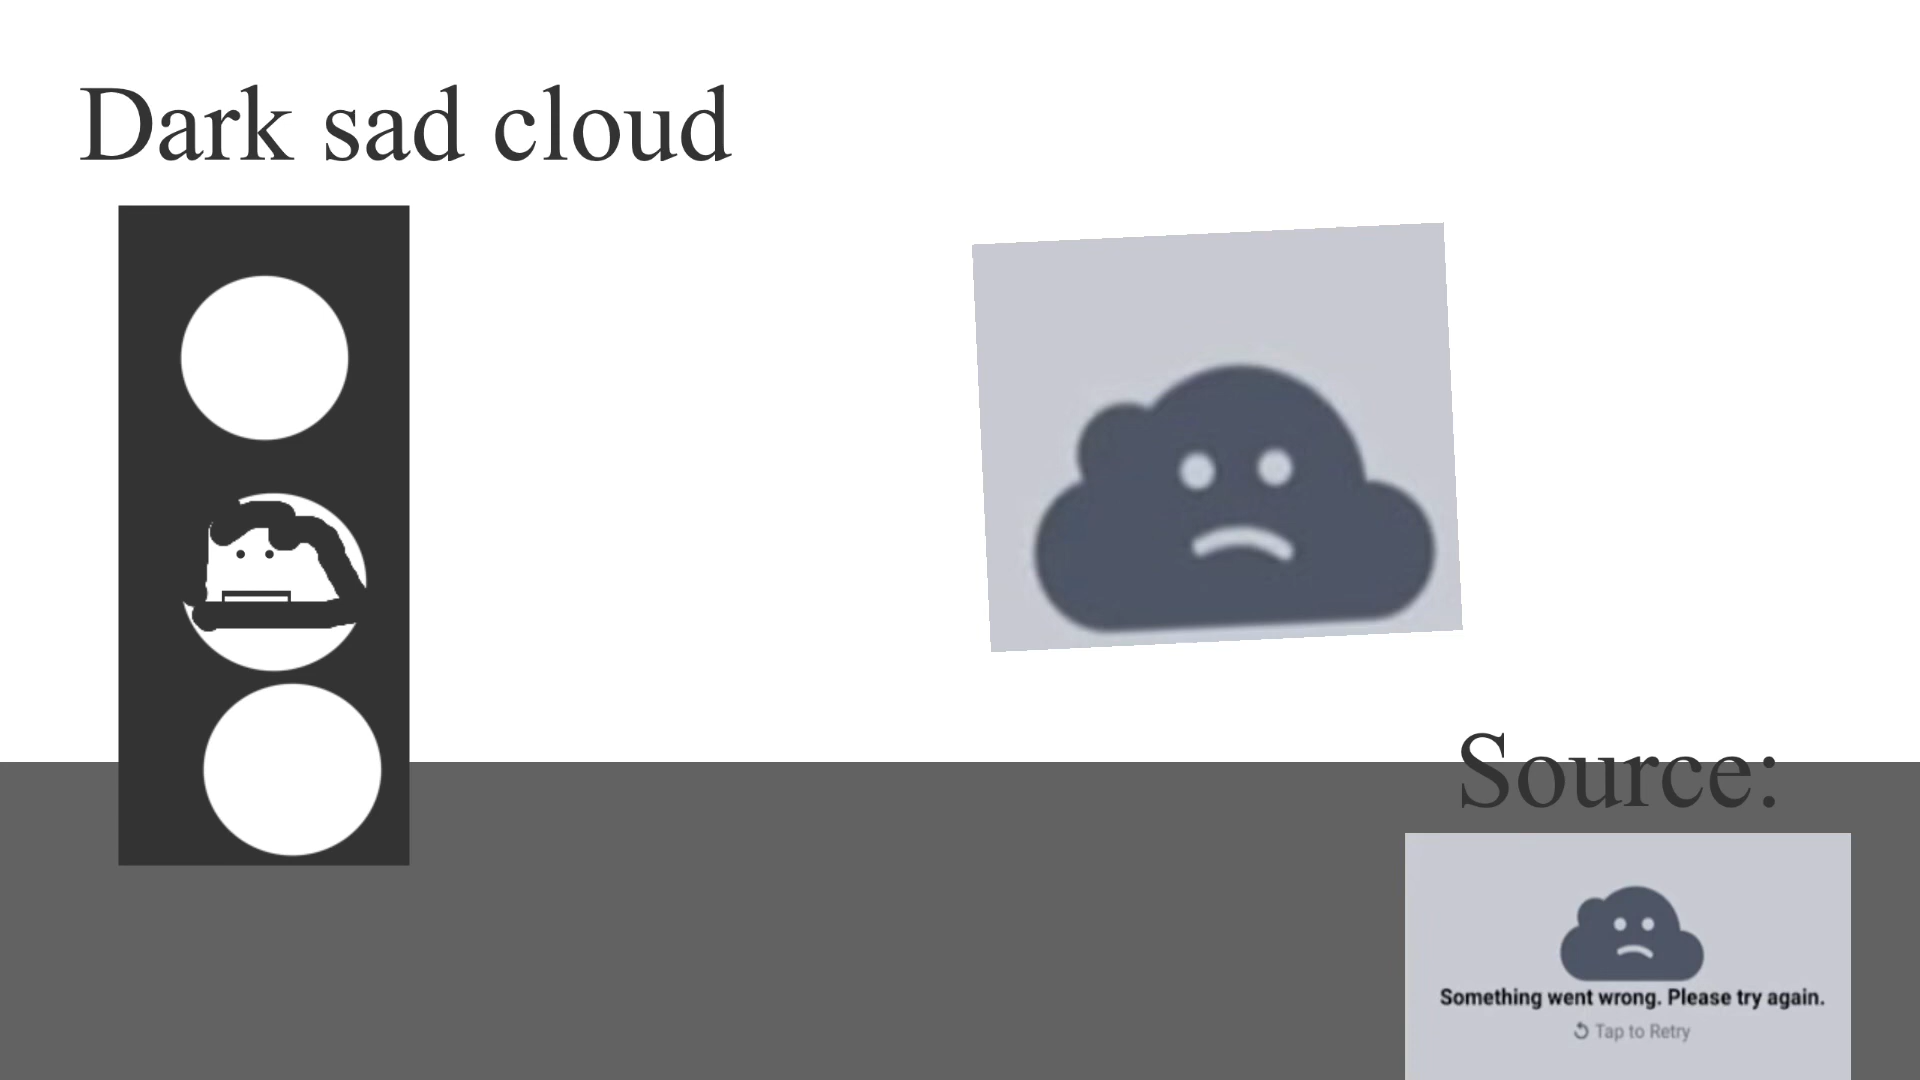 Dark sad cloud
Source:
Something went wrong. Please try again.
Tap to Retry